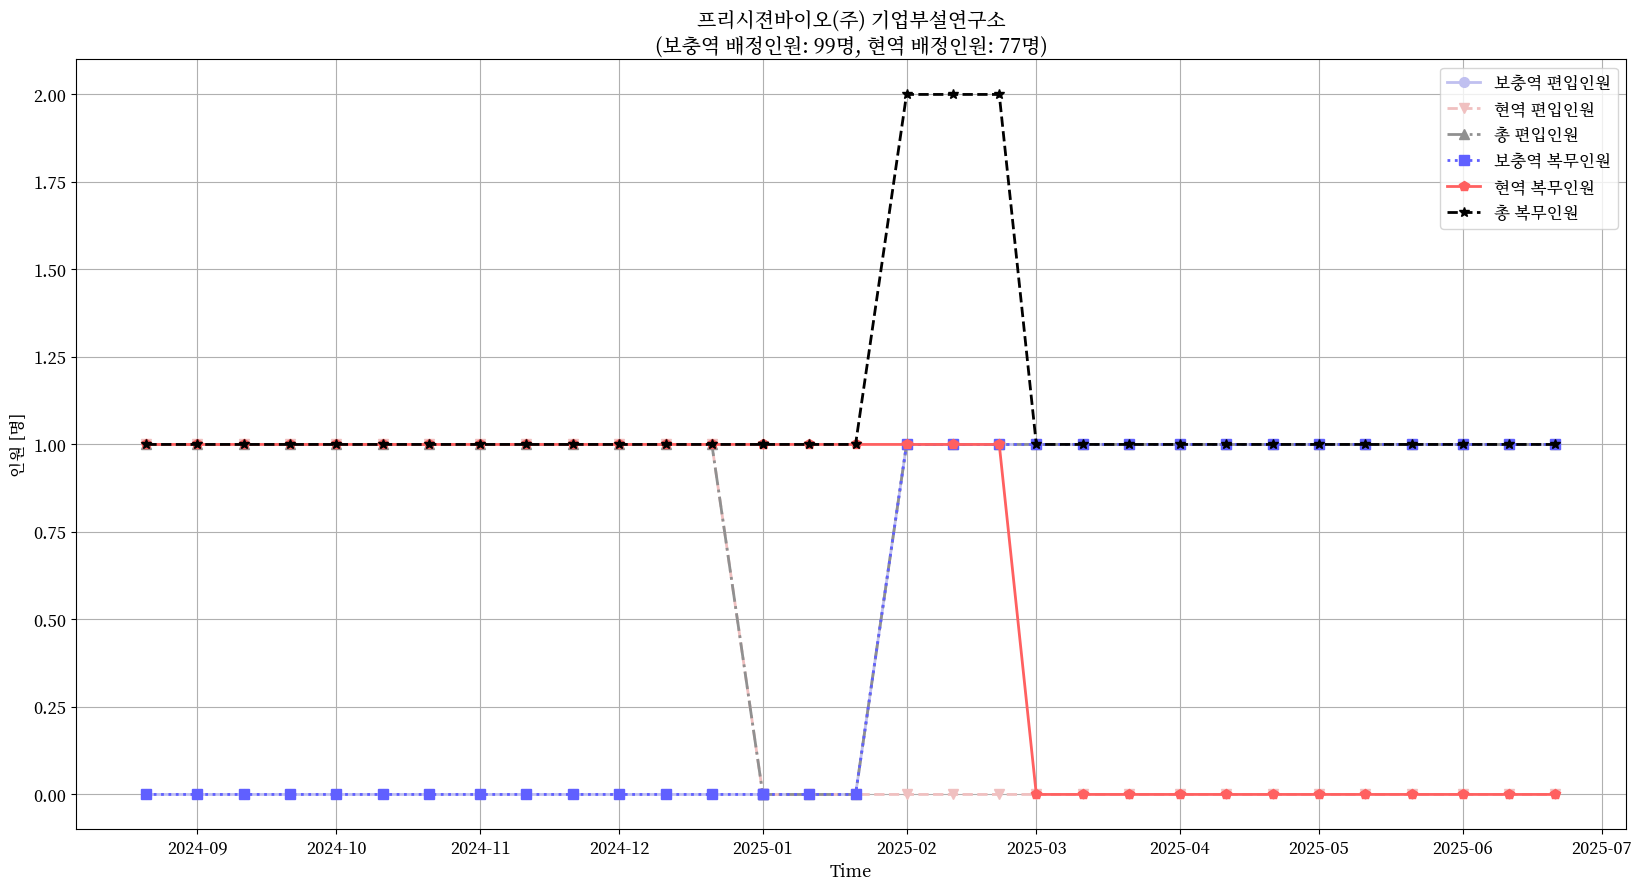 프리시젼바이오(주) 기업부설연구소
(보충역 배정인원: 99명, 현역 배정인원: 77명)
보충역 편입인원
현역 편입인원
총 편입인원
보충역 복무인원
현역 복무인원
총 복무인원
인원 [명]
2.00
1.75
1.50
1.25
1.00
0.75
0.50
0.25
0.00
2024-09
2024-10
2024-11
2024-12
2025-01
2025-02
2025-03
2025-04
2025-05
2025-06
2025-07
Time